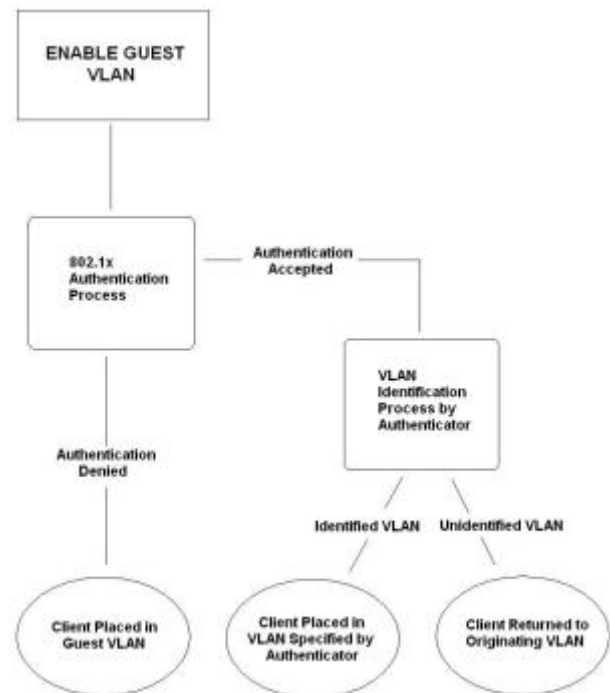 ENABLE GUEST
VLAN
802.1x
Authentication
Process
Authentication
Accepted
VLAN
Identification
Process by
Authenticator
Authentication
Denied
Identified VLAN
Unidentified VLAN
Client Placed in
Guest VLAN
Client Placed in
VLAN Specified by
Authenticator
Client Returned to
Originating VLAN